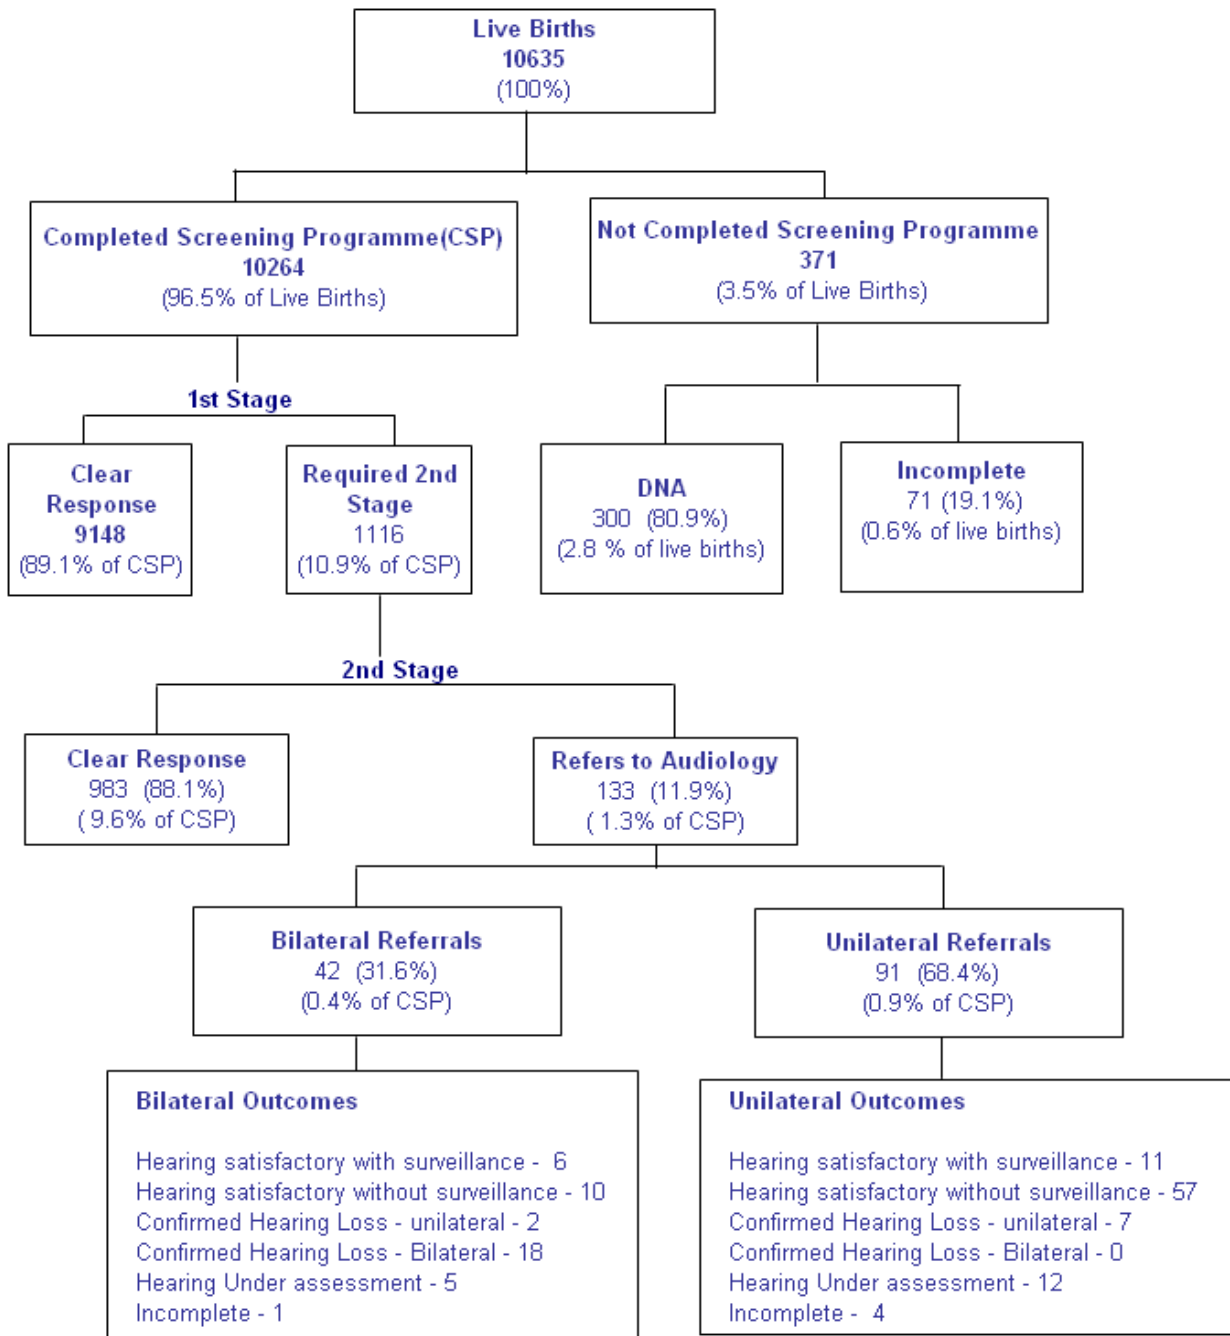 Live Births
10635
(100%)
Completed Screening Programme(CSP)
10264
(96.5% of Live Births)
Not Completed Screening Programme
371
(3.5% of Live Births)
1st Stage
Clear
Response
9148
(89.1% of CSP)
Required 2nd
Stage
1116
(10.9% of CSP)
DNA
300 (80.9%)
(2.8 % of live births)
Incomplete
71 (19.1%)
(0.6% of live births)
2nd Stage
Clear Response
983 (88.1%)
( 9.6% of CSP)
Refers to Audiology
133 (11.9%)
( 1.3% of CSP)
Bilateral Referrals
42 (31.6%)
(0.4% of CSP)
Unilateral Referrals
91 (68.4%)
(0.9% of CSP)
Bilateral Outcomes
Hearing satisfactory with surveillance - 6
Hearing satisfactory without surveillance - 10
Confirmed Hearing Loss - unilateral - 2
Confirmed Hearing Loss - Bilateral - 18
Hearing Under assessment - 5
Incomplete - 1
Unilateral Outcomes
Hearing satisfactory with surveillance - 11
Hearing satisfactory without surveillance - 57
Confirmed Hearing Loss - unilateral - 7
Confirmed Hearing Loss - Bilateral - 0
Hearing Under assessment - 12
Incomplete - 4